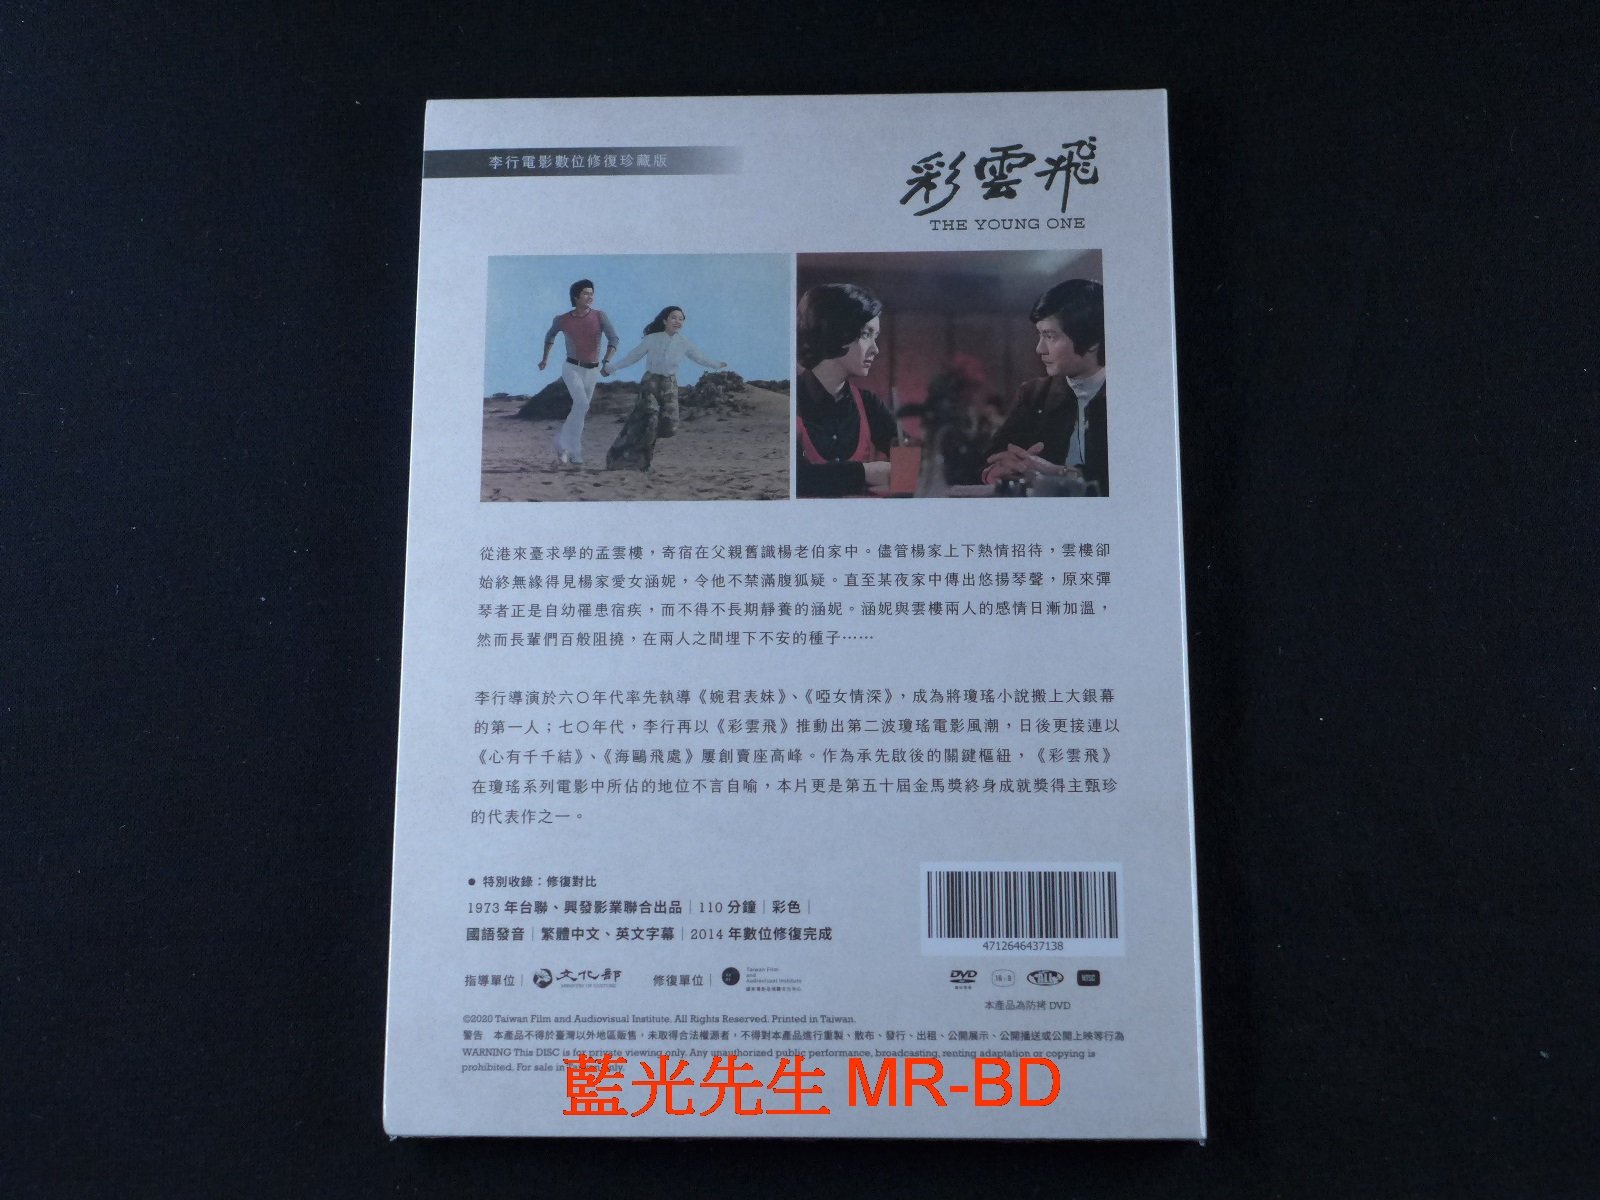 李行電影數位修復珍藏版
彩雲飛
THE YOUNG ONE
從港來臺求學的孟雲樓，寄宿在父親舊識楊老伯家中。儘管楊家上下熱情招待，雲樓卻
始終無緣得見楊家愛女涵妮，令他不禁滿腹狐疑。直至某夜家中傳出悠揚琴聲，原來彈
琴者正是自幼罹患宿疾，而不得不長期靜養的涵妮。涵妮與雲樓兩人的感情日漸加溫，
然而長輩們百般阻撓，在兩人之間埋下不安的種子⋯⋯
李行導演於六〇年代率先執導《婉君表妹》、《啞女情深》，成為將瓊瑤小說搬上大銀幕
的第一人；七〇年代，李行再以《彩雲飛》推動出第二波瓊瑤電影風潮，日後更接連以
《心有千千結》、《海鷗飛處》屢創賣座高峰。作為承先啟後的關鍵樞紐，《彩雲飛》
在瓊瑤系列電影中所佔的地位不言自喻，本片更是第五十屆金馬獎終身成就獎得主甄珍
的代表作之一。
● 特別收錄：修復對比
1973 年台聯、興發影業聯合出品｜110 分鐘｜彩色｜
國語發音｜繁體中文、英文字幕｜2014 年數位修復完成
4712646437138
指導單位｜文化部 MINISTRY OF CULTURE 修復單位｜Taiwan Film and Audiovisual Institute
DVD 16:9 ALL NTSC
本產品為防拷 DVD
©2020 Taiwan Film and Audiovisual Institute. All Rights Reserved. Printed in Taiwan.
警告 本產品不得於臺灣以外地區販售，未取得合法權源者，不得對本產品進行重製、散布、發行、出租、公開展示、公開播送或公開上映等行為
WARNING This DISC is for private viewing only. Any unauthorized public performance, broadcasting, renting adaptation or copying is
prohibited. For sale in Taiwan only.
藍光先生 MR-BD